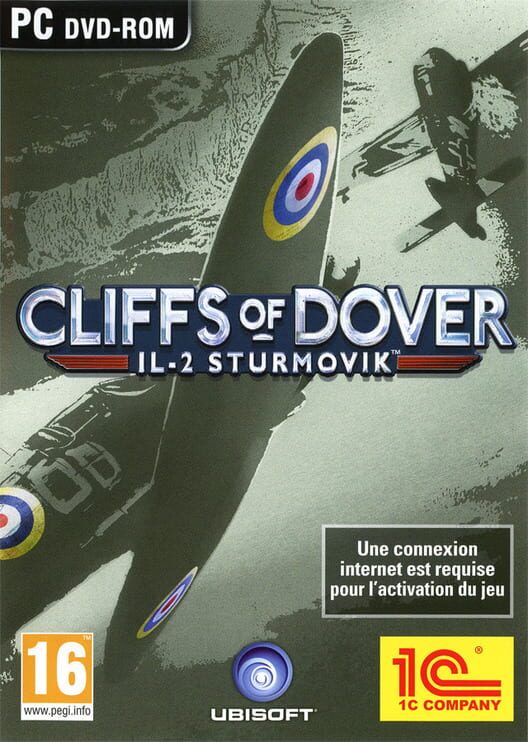 PC DVD-ROM
CLIFFS OF DOVER
IL-2 STURMOVIK™
Une connexion
internet est requise
pour l'activation du jeu
16
www.pegi.info
UBISOFT®
1C®
1C COMPANY